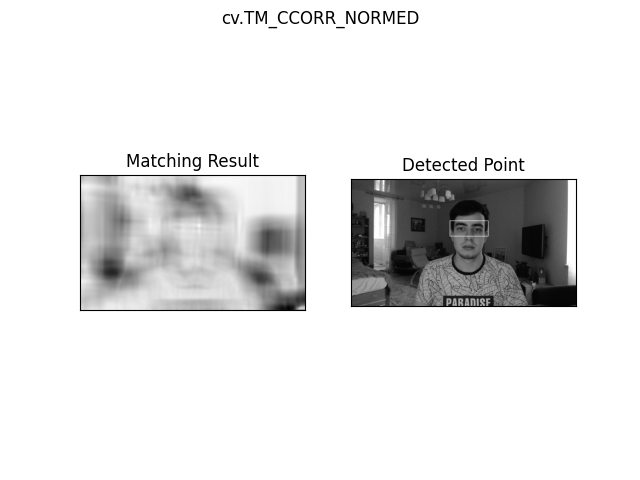 cv.TM_CCORR_NORMED
Matching Result
Detected Point
PARADISE